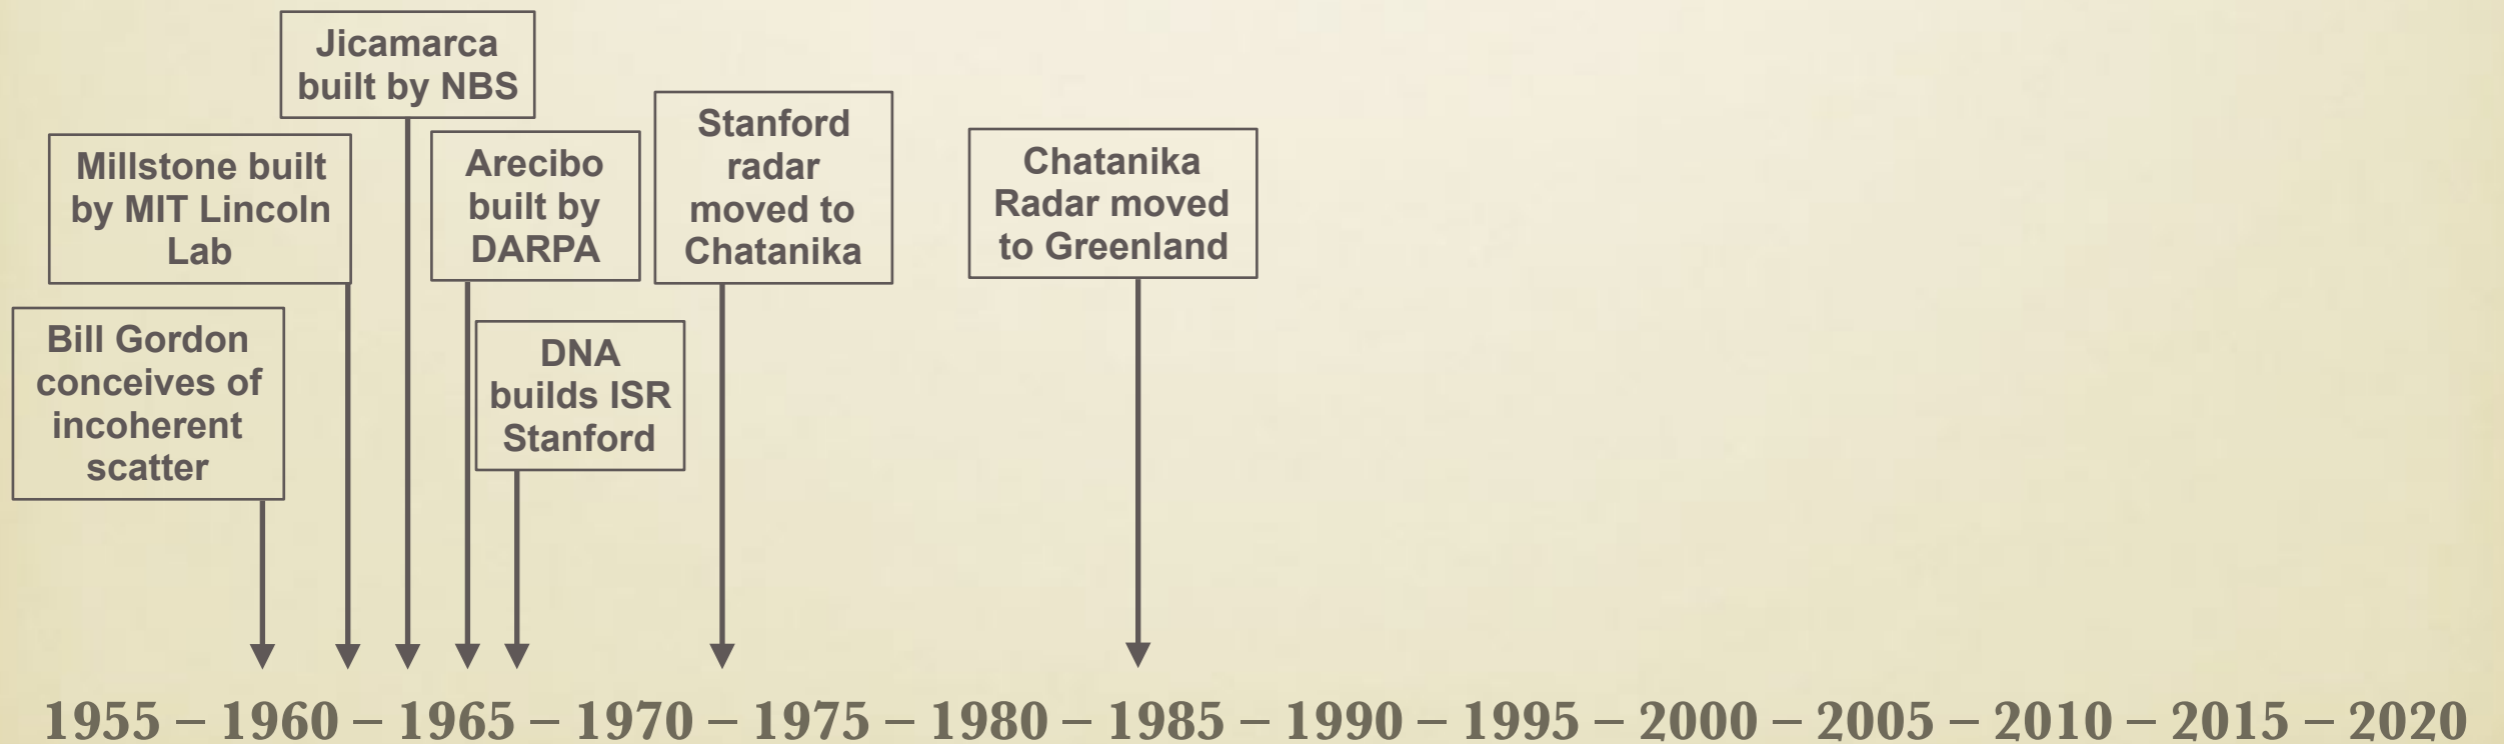 Jicamarca
built by NBS
Millstone built
by MIT Lincoln
Lab
Arecibo
built by
DARPA
Stanford
radar
moved to
Chatanika
Chatanika
Radar moved
to Greenland
Bill Gordon
conceives of
incoherent
scatter
DNA
builds ISR
Stanford
1955 – 1960 – 1965 – 1970 – 1975 – 1980 – 1985 – 1990 – 1995 – 2000 – 2005 – 2010 – 2015 – 2020